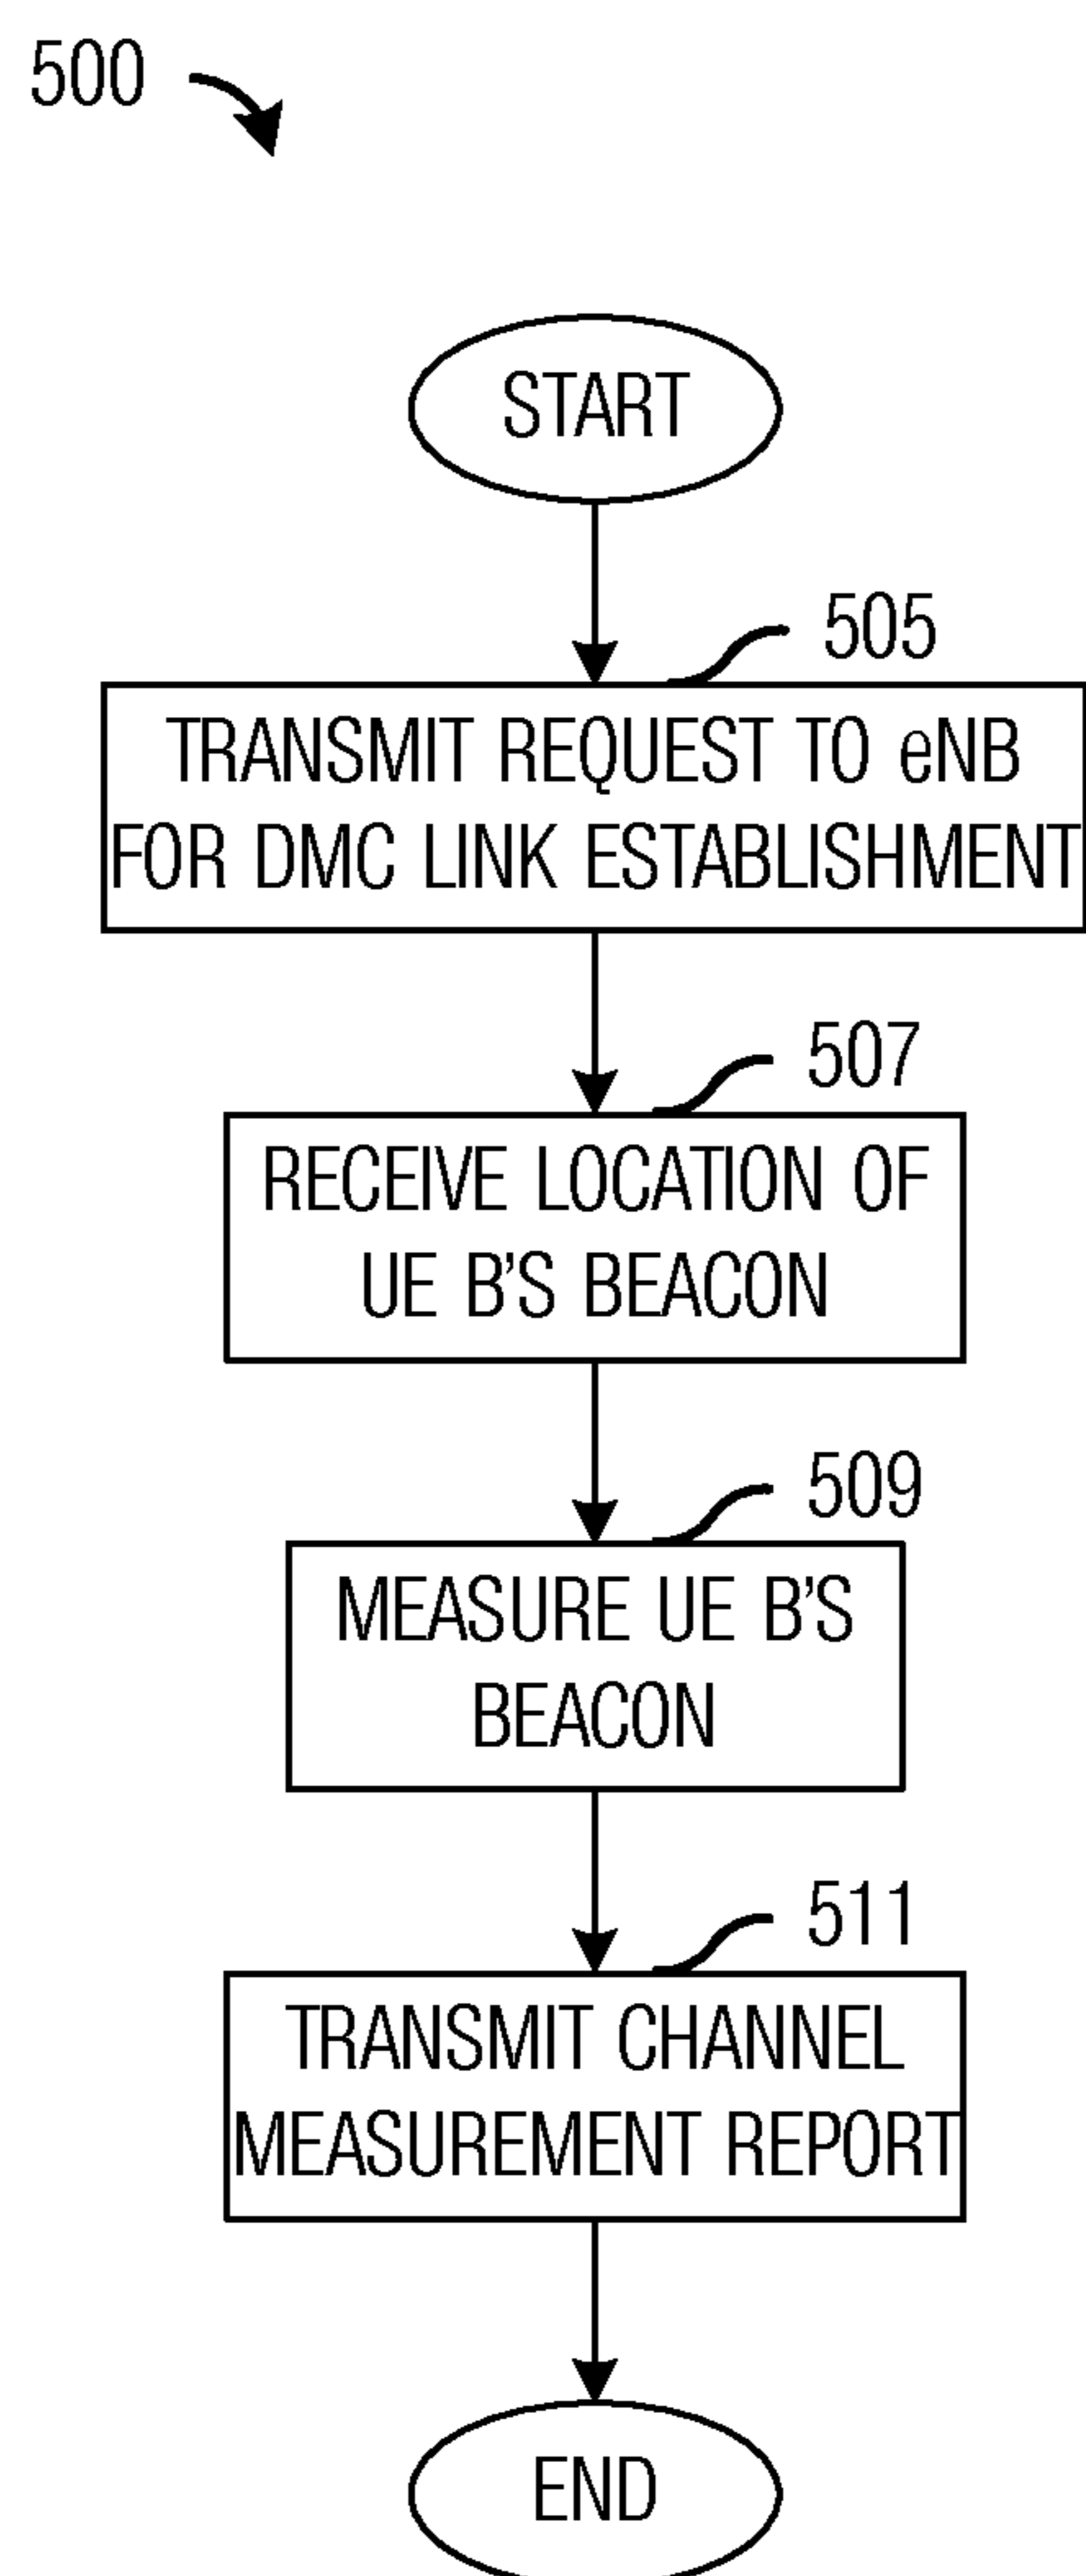 500
START
505
TRANSMIT REQUEST TO eNB
FOR DMC LINK ESTABLISHMENT
507
RECEIVE LOCATION OF
UE B'S BEACON
509
MEASURE UE B'S
BEACON
511
TRANSMIT CHANNEL
MEASUREMENT REPORT
END